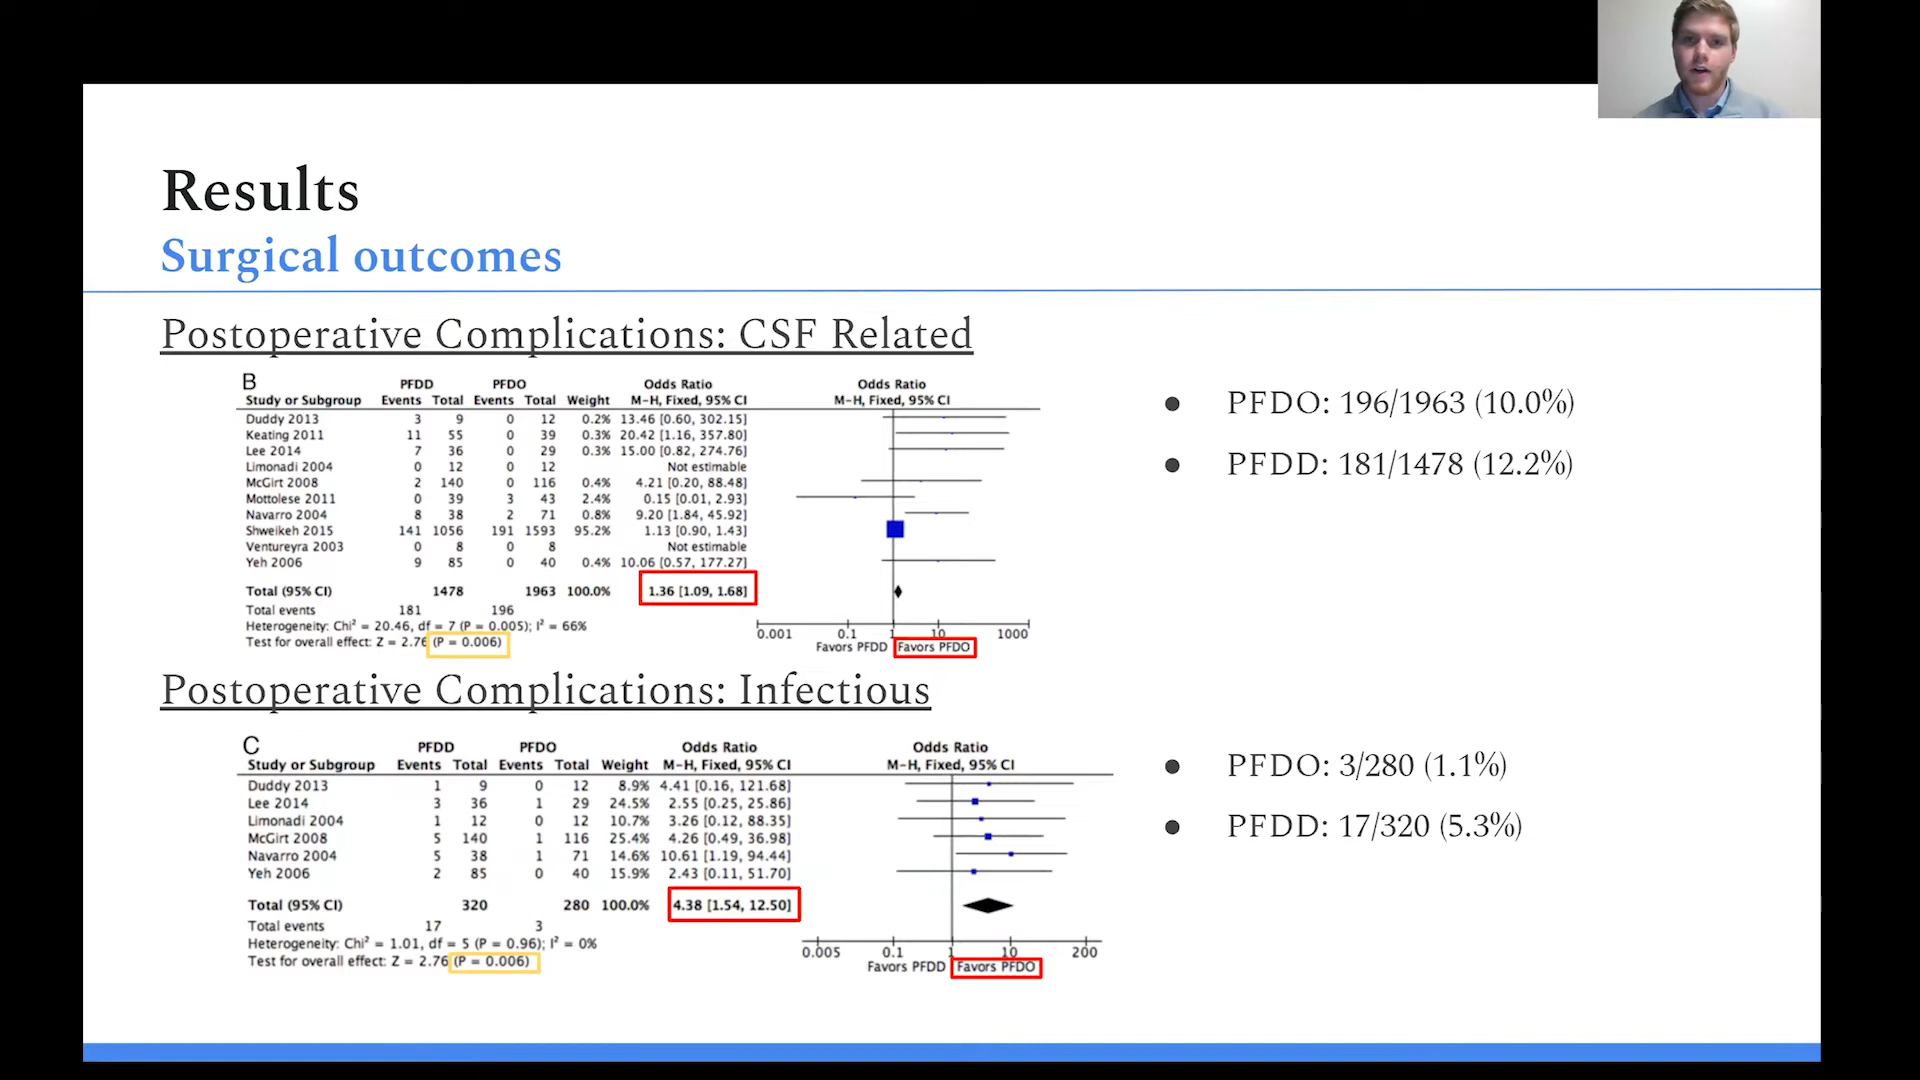 Results
Surgical outcomes
Postoperative Complications: CSF Related
B
PFDD PFDO Odds Ratio Odds Ratio
Study or Subgroup Events Total Events Total Weight M-H, Fixed, 95% CI M-H, Fixed, 95% CI
Duddy 2013 3 9 0 12 0.2% 13.46 [0.60, 302.15]
Keating 2011 11 55 0 39 0.3% 20.42 [1.16, 357.80]
Lee 2014 7 36 0 29 0.3% 15.00 [0.82, 274.76]
Limonadi 2004 0 12 0 12 Not estimable
McGirt 2008 2 140 0 116 0.4% 4.21 [0.20, 88.48]
Mottolese 2011 0 39 3 43 2.4% 0.15 [0.01, 2.93]
Navarro 2004 8 38 2 71 0.8% 9.20 [1.84, 45.92]
Shweikeh 2015 141 1056 191 1593 95.2% 1.13 [0.90, 1.43]
Ventureyra 2003 0 8 0 8 Not estimable
Yeh 2006 9 85 0 40 0.4% 10.06 [0.57, 177.27]
Total (95% CI) 1478 1963 100.0% 1.36 [1.09, 1.68]
Total events 181 196
Heterogeneity: Chi² = 20.46, df = 7 (P = 0.005); I² = 66%
Test for overall effect: Z = 2.76 (P = 0.006)
0.001 0.1 1 10 1000
Favors PFDD Favors PFDO
PFDO: 196/1963 (10.0%)
PFDD: 181/1478 (12.2%)
Postoperative Complications: Infectious
C
PFDD PFDO Odds Ratio Odds Ratio
Study or Subgroup Events Total Events Total Weight M-H, Fixed, 95% CI M-H, Fixed, 95% CI
Duddy 2013 1 9 0 12 8.9% 4.41 [0.16, 121.68]
Lee 2014 3 36 1 29 24.5% 2.55 [0.25, 25.86]
Limonadi 2004 1 12 0 12 10.7% 3.26 [0.12, 88.35]
McGirt 2008 5 140 1 116 25.4% 4.26 [0.49, 36.98]
Navarro 2004 5 38 1 71 14.6% 10.61 [1.19, 94.44]
Yeh 2006 2 85 0 40 15.9% 2.43 [0.11, 51.70]
Total (95% CI) 320 280 100.0% 4.38 [1.54, 12.50]
Total events 17 3
Heterogeneity: Chi² = 1.01, df = 5 (P = 0.96); I² = 0%
Test for overall effect: Z = 2.76 (P = 0.006)
0.005 0.1 1 10 200
Favors PFDD Favors PFDO
PFDO: 3/280 (1.1%)
PFDD: 17/320 (5.3%)